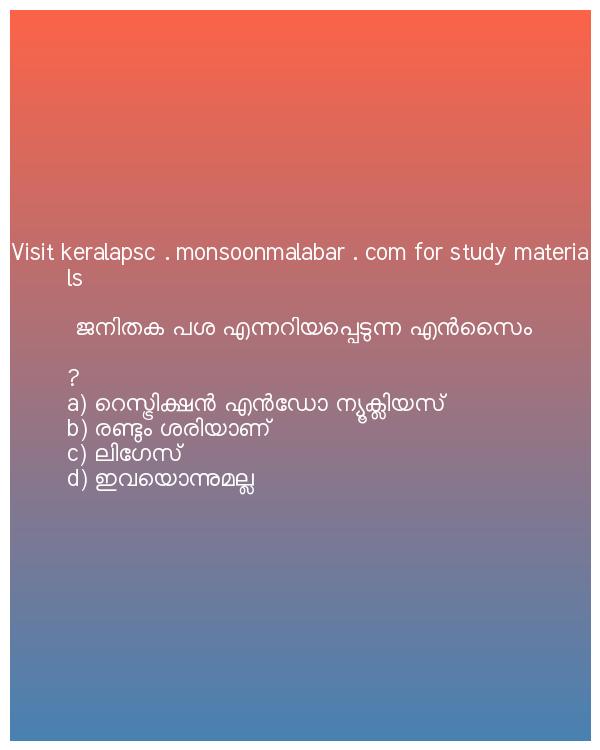 Visit keralapsc . monsoonmalabar . com for study materia
ls
ജനിതക പശ എന്നറിയപ്പെടുന്ന എൻസൈം
?
a) റെസ്ട്രിക്ഷൻ എൻഡോ ന്യൂക്ലിയസ്
b) രണ്ടും ശരിയാണ്
c) ലിഗേസ്
d) ഇവയൊന്നുമല്ല